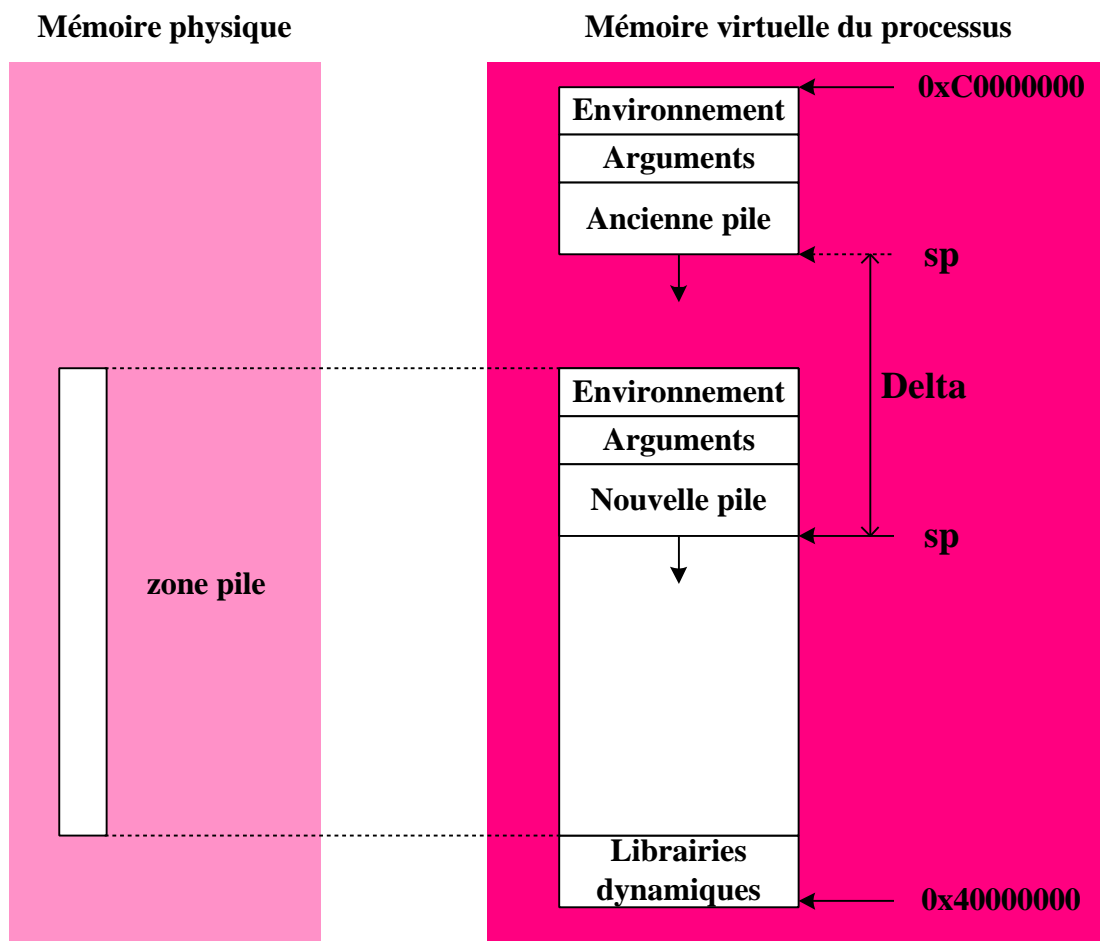 Mémoire physique
Mémoire virtuelle du processus
0xC0000000
Environnement
Arguments
Ancienne pile
sp
Delta
Environnement
Arguments
Nouvelle pile
sp
zone pile
Librairies
dynamiques
0x40000000